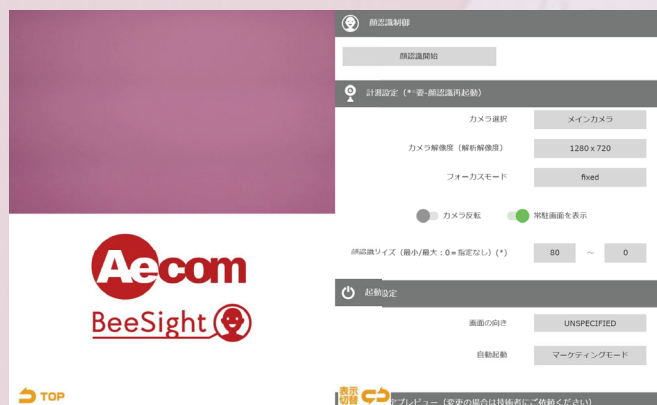 顔認識制御
顔認識開始
計測設定（*=要-顔認識再起動）
カメラ選択
メインカメラ
カメラ解像度（解析解像度）
1280 x 720
フォーカスモード
fixed
カメラ反転
常駐画面を表示
顔認識サイズ（最小/最大：0=指定なし）(*)
80 ～ 0
起動設定
画面の向き
UNSPECIFIED
自動起動
マーケティングモード
Aecom
BeeSight
TOP
表示
切替
定プレビュー（変更の場合は技術者にご依頼ください）